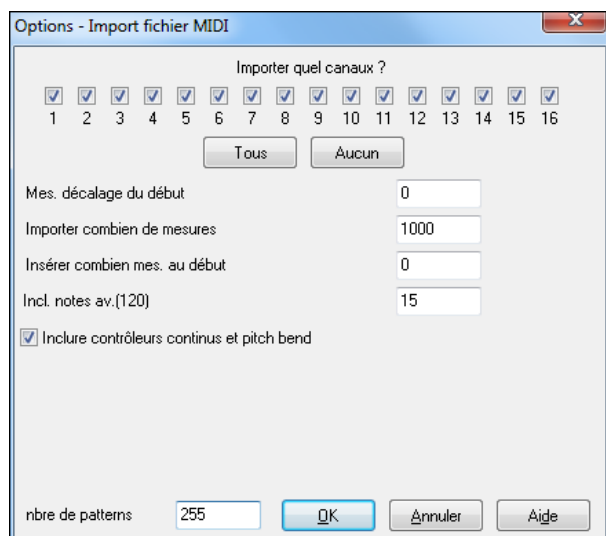 Options - Import fichier MIDI
Importer quel canaux ?
1 2 3 4 5 6 7 8 9 10 11 12 13 14 15 16
Tous Aucun
Mes. décalage du début 0
Importer combien de mesures 1000
Insérer combien mes. au début 0
Incl. notes av.(120) 15
Inclure contrôleurs continus et pitch bend
nbre de patterns 255 OK Annuler Aide